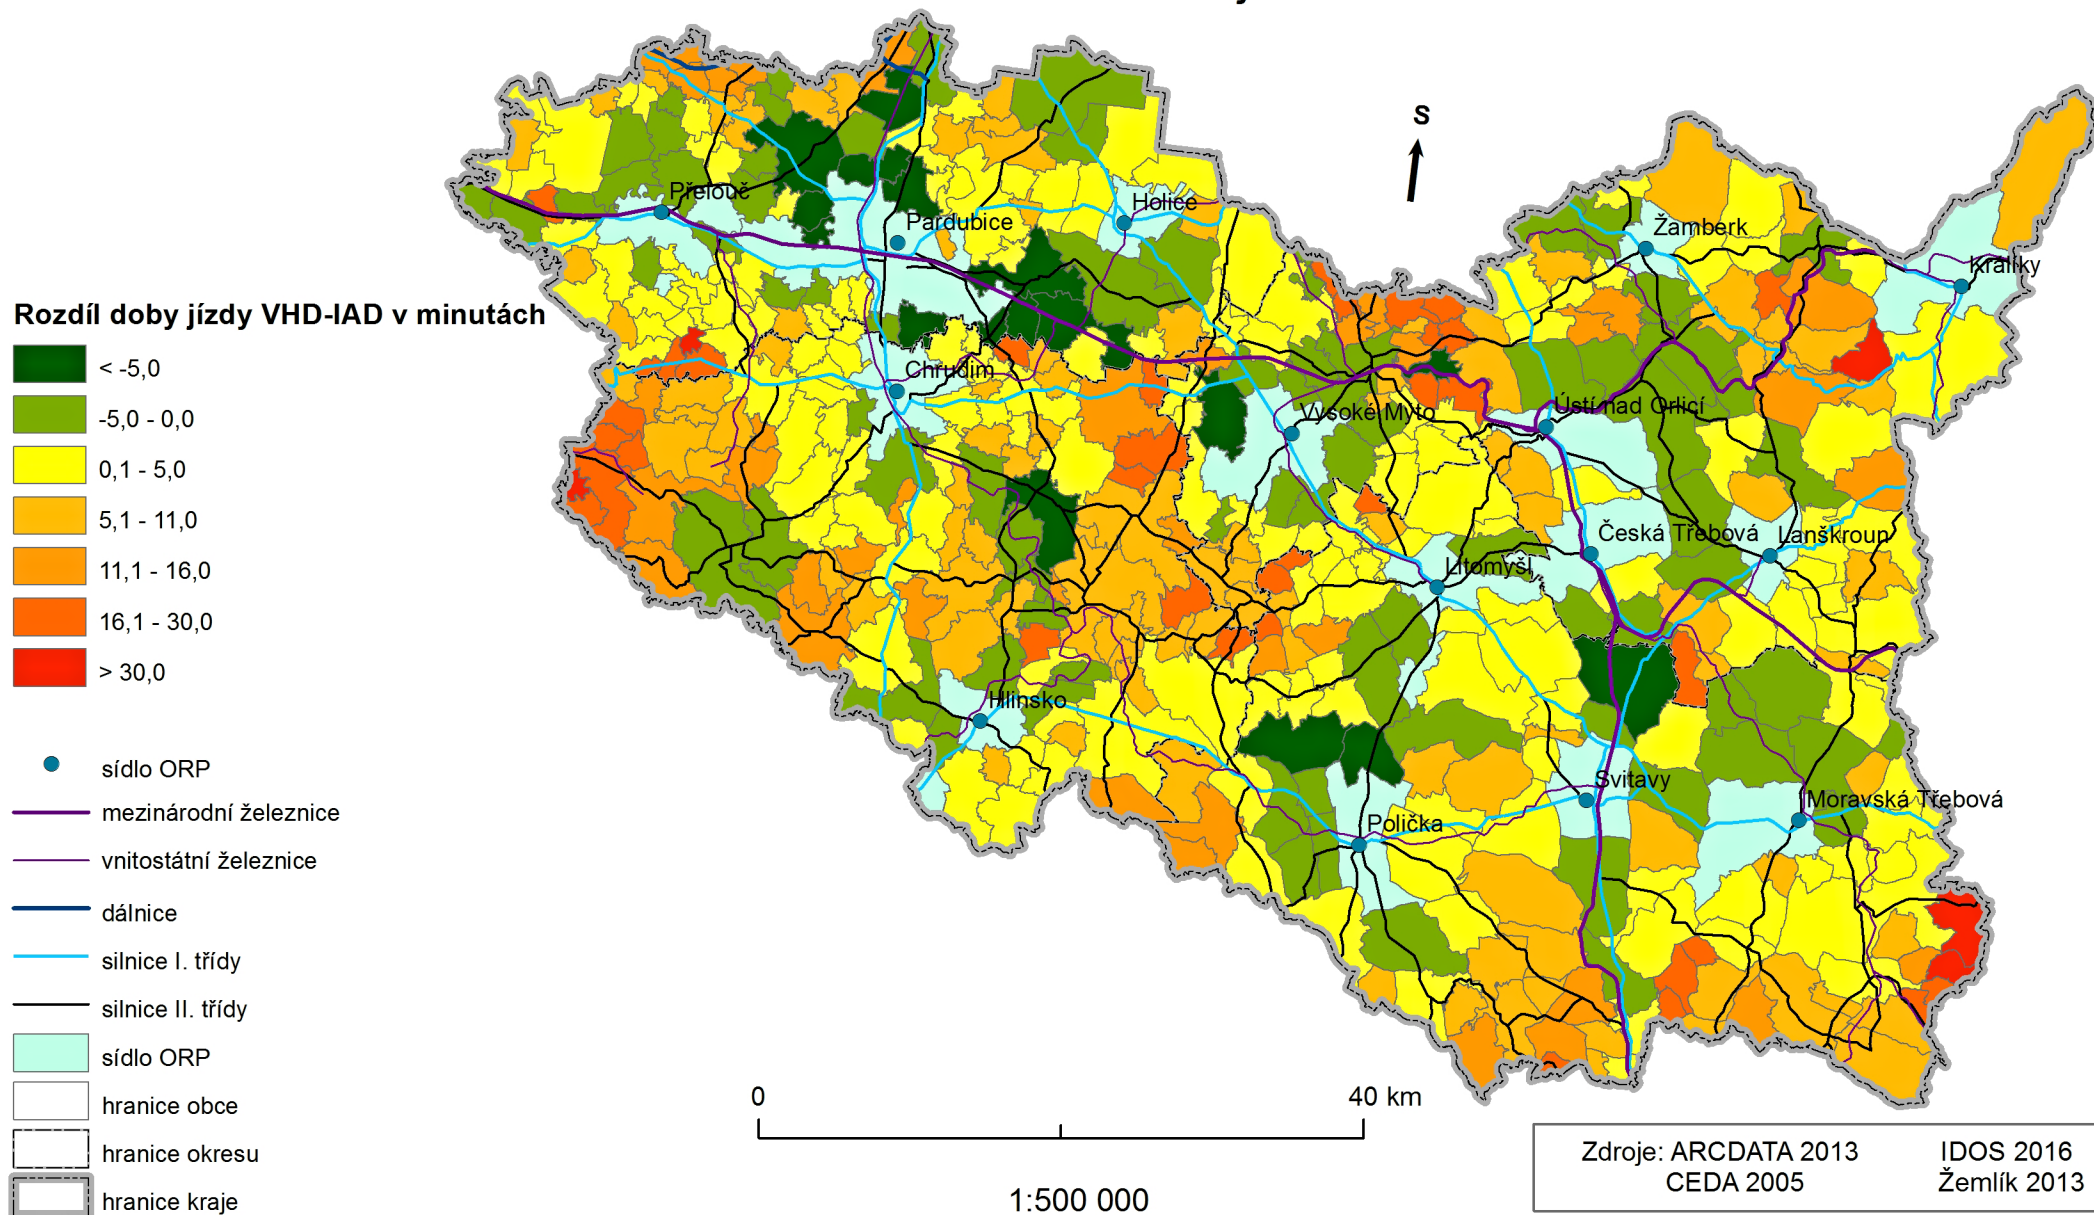 S
Přelouč
Pardubice
Holice
Žamberk
Králíky
Chrudim
Vysoké Mýto
Ústí nad Orlicí
Česká Třebová
Lanškroun
Litomyšl
Hlinsko
Svitavy
Moravská Třebová
Polička
Rozdíl doby jízdy VHD-IAD v minutách
< -5,0
-5,0 - 0,0
0,1 - 5,0
5,1 - 11,0
11,1 - 16,0
16,1 - 30,0
> 30,0
sídlo ORP
mezinárodní železnice
vnitostátní železnice
dálnice
silnice I. třídy
silnice II. třídy
sídlo ORP
hranice obce
hranice okresu
hranice kraje
0
40 km
1:500 000
Zdroje: ARCDATA 2013 IDOS 2016
CEDA 2005 Žemlík 2013